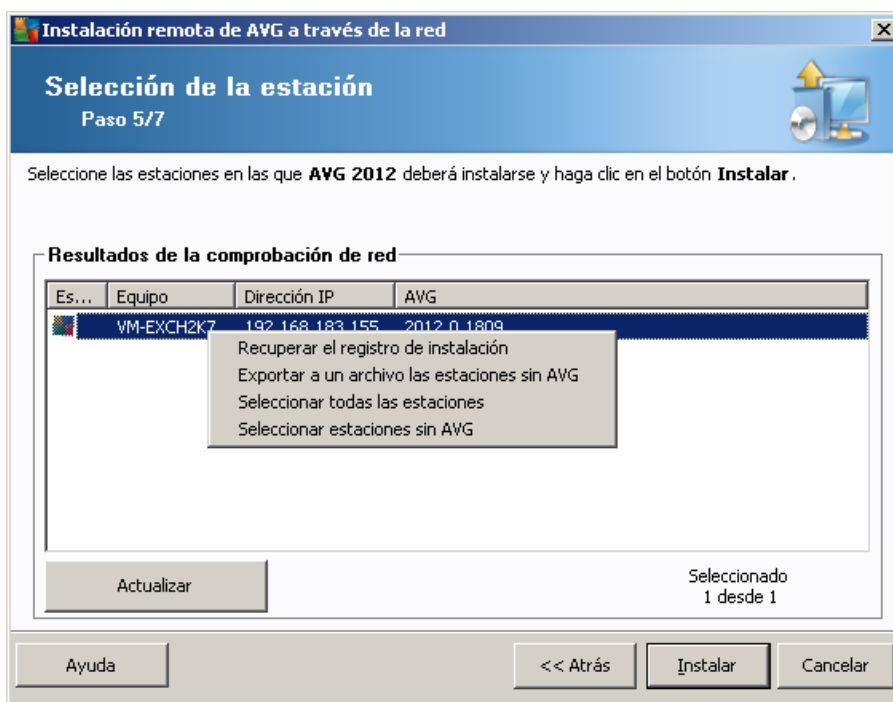 Instalación remota de AVG a través de la red
Selección de la estación
Paso 5/7
Seleccione las estaciones en las que AVG 2012 deberá instalarse y haga clic en el botón Instalar.
Resultados de la comprobación de red
Es... Equipo Dirección IP AVG
VM-EXCH2K7 192.168.183.155 2012.0.1809
Recuperar el registro de instalación
Exportar a un archivo las estaciones sin AVG
Seleccionar todas las estaciones
Seleccionar estaciones sin AVG
Actualizar
Seleccionado
1 desde 1
Ayuda << Atrás Instalar Cancelar